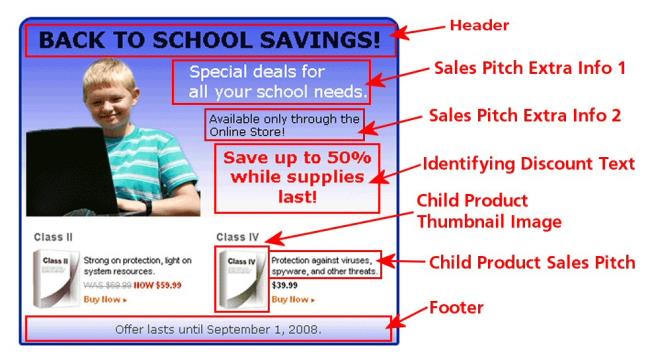 BACK TO SCHOOL SAVINGS!
Header
Special deals for
all your school needs.
Sales Pitch Extra Info 1
Available only through the
Online Store!
Sales Pitch Extra Info 2
Save up to 50%
while supplies
last!
Identifying Discount Text
Child Product
Thumbnail Image
Class II
Class II
Strong on protection, light on
system resources.
WAS $69.99 NOW $59.99
Buy Now ▸
Class IV
Class IV
Protection against viruses,
spyware, and other threats.
$39.99
Buy Now ▸
Child Product Sales Pitch
Footer
Offer lasts until September 1, 2008.